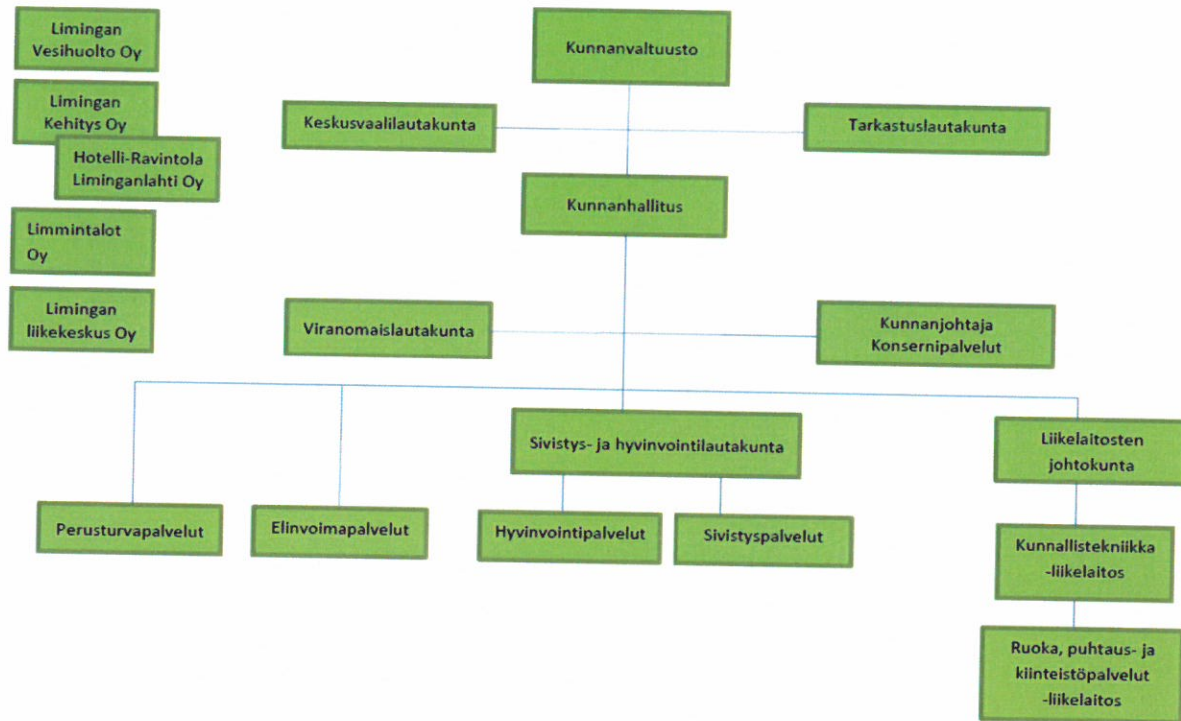 Limingan
Vesihuolto Oy
Limingan
Kehitys Oy
Hotelli-Ravintola
Liminganlahti Oy
Limmintalot
Oy
Limingan
liikekeskus Oy
Kunnanvaltuusto
Keskusvaalilautakunta
Tarkastuslautakunta
Kunnanhallitus
Viranomaislautakunta
Kunnanjohtaja
Konsernipalvelut
Sivistys- ja hyvinvointilautakunta
Liikelaitosten
johtokunta
Perusturvapalvelut
Elinvoimapalvelut
Hyvinvointipalvelut
Sivistyspalvelut
Kunnallistekniikka
-liikelaitos
Ruoka, puhtaus- ja
kiinteistöpalvelut
-liikelaitos